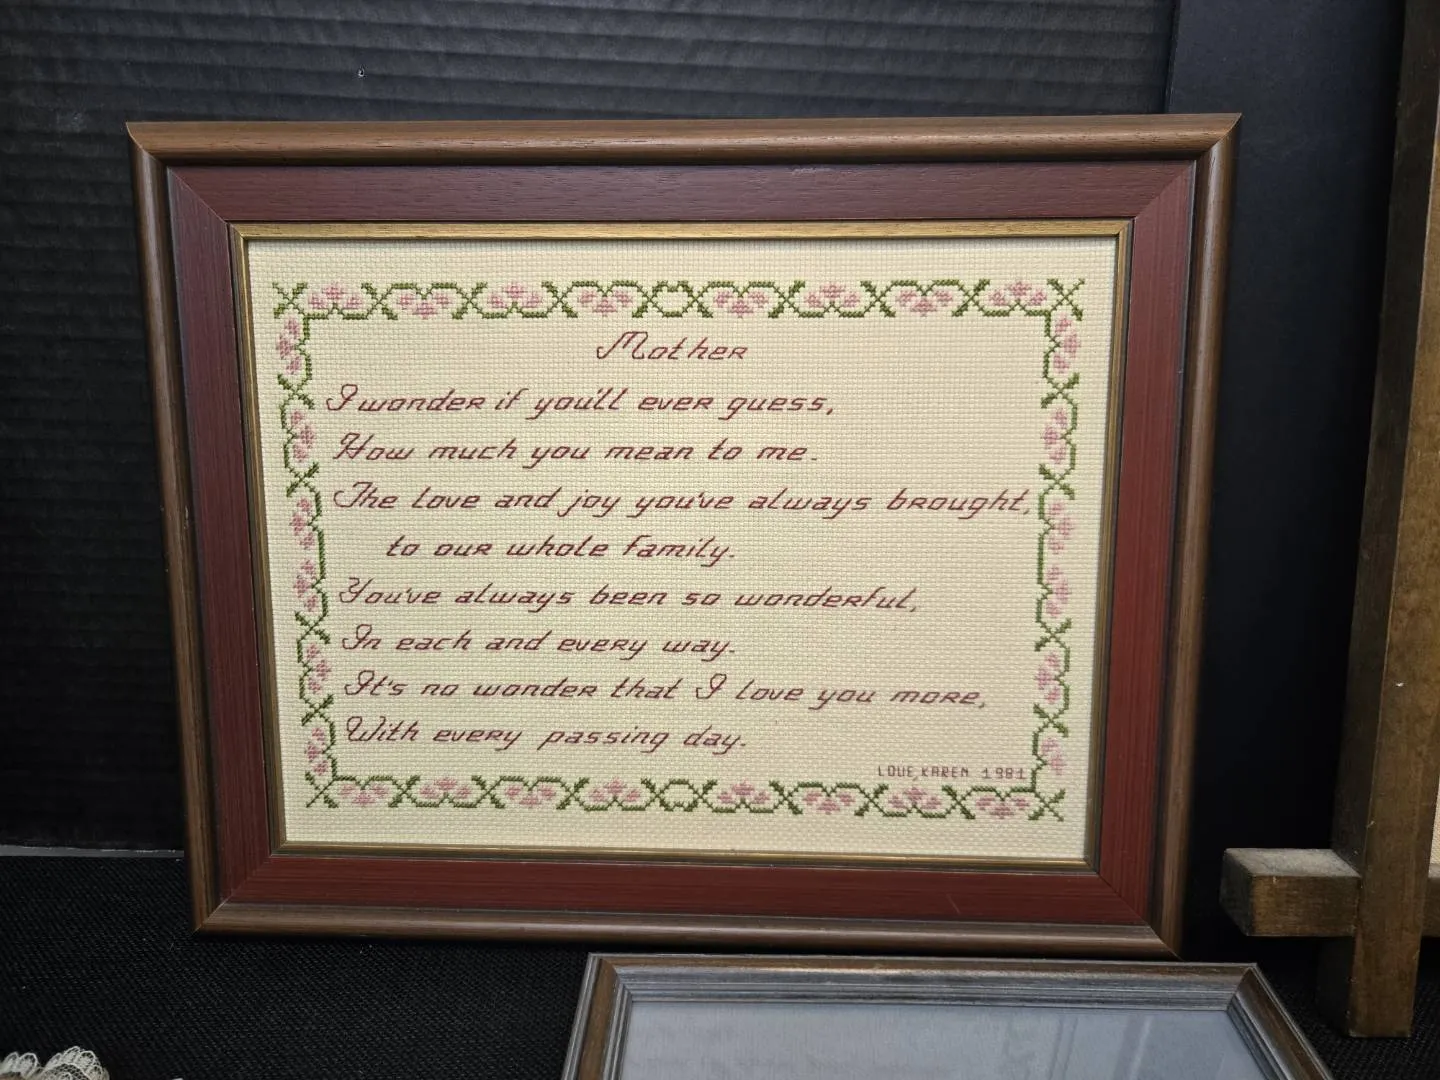 Mother
I wonder if you'll ever guess,
How much you mean to me.
The love and joy you've always brought,
to our whole family.
You've always been so wonderful,
In each and every way.
It's no wonder that I love you more,
With every passing day.
LOVE, KAREN 1981